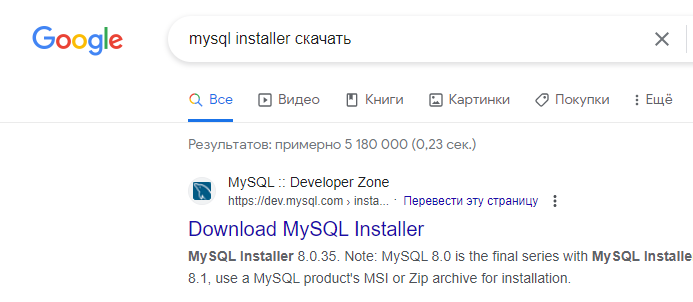 Google
mysql installer скачать
Все Видео Книги Картинки Покупки Ещё
Результатов: примерно 5 180 000 (0,23 сек.)
MySQL :: Developer Zone
https://dev.mysql.com › insta... · Перевести эту страницу
Download MySQL Installer
MySQL Installer 8.0.35. Note: MySQL 8.0 is the final series with MySQL Installe
8.1, use a MySQL product's MSI or Zip archive for installation.